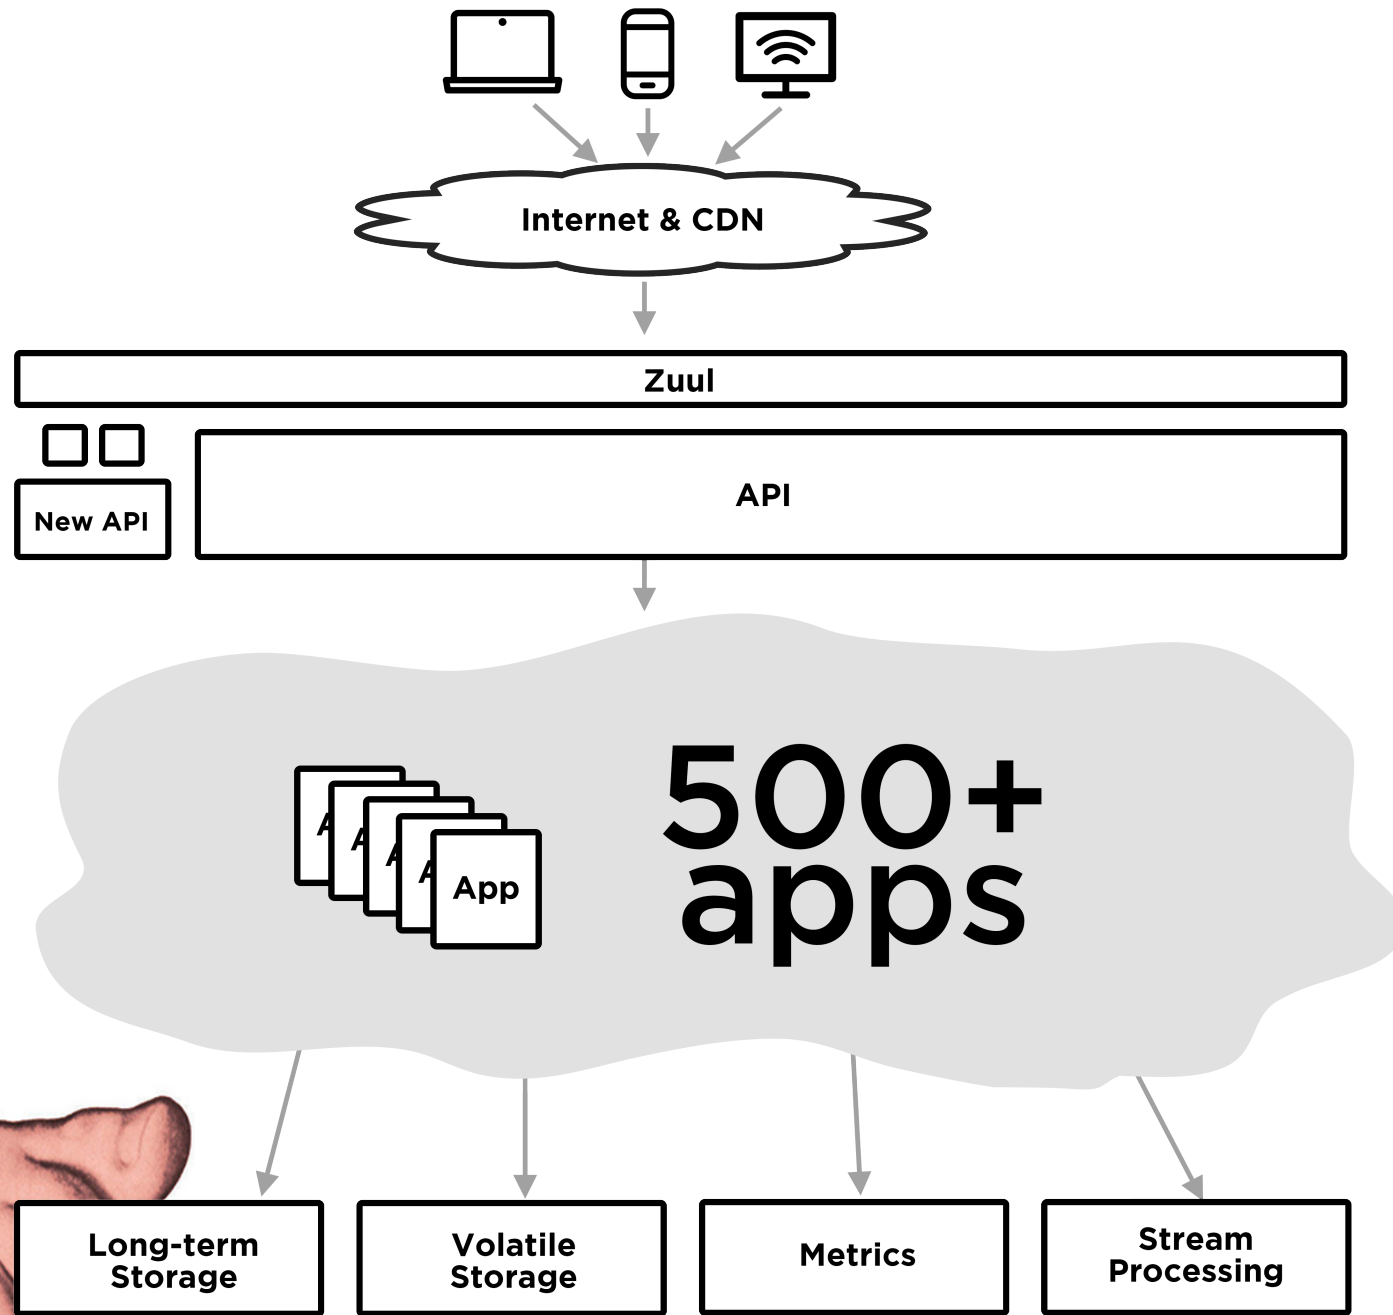 Internet & CDN
Zuul
API
New API
A
A
A
A
App
500+
apps
Long-term
Storage
Volatile
Storage
Metrics
Stream
Processing